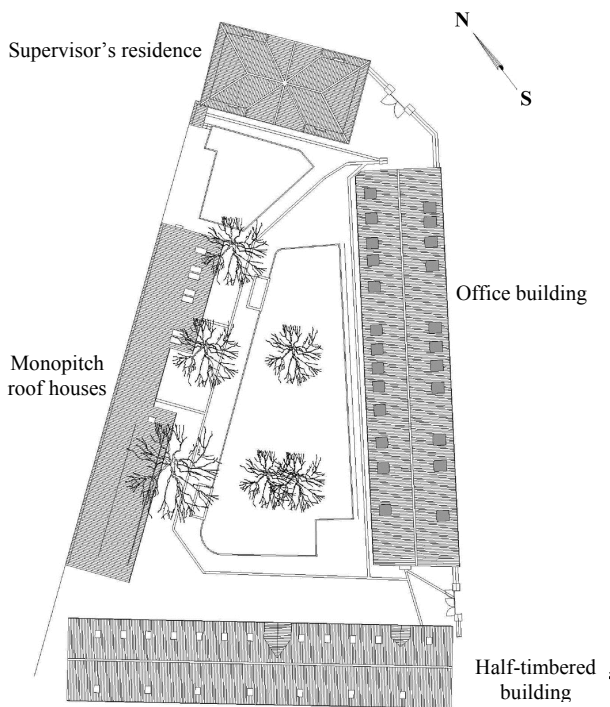 N
Supervisor's residence
S
Office building
Monopitch
roof houses
Half-timbered
building